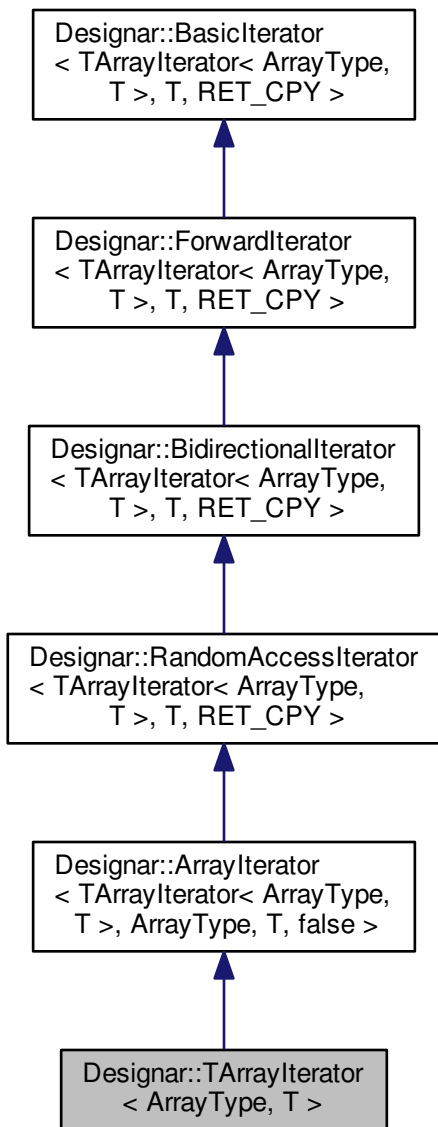 Designar::BasicIterator
< TArrayIterator< ArrayType,
T >, T, RET_CPY >
Designar::ForwardIterator
< TArrayIterator< ArrayType,
T >, T, RET_CPY >
Designar::BidirectionalIterator
< TArrayIterator< ArrayType,
T >, T, RET_CPY >
Designar::RandomAccessIterator
< TArrayIterator< ArrayType,
T >, T, RET_CPY >
Designar::ArrayIterator
< TArrayIterator< ArrayType,
T >, ArrayType, T, false >
Designar::TArrayIterator
< ArrayType, T >